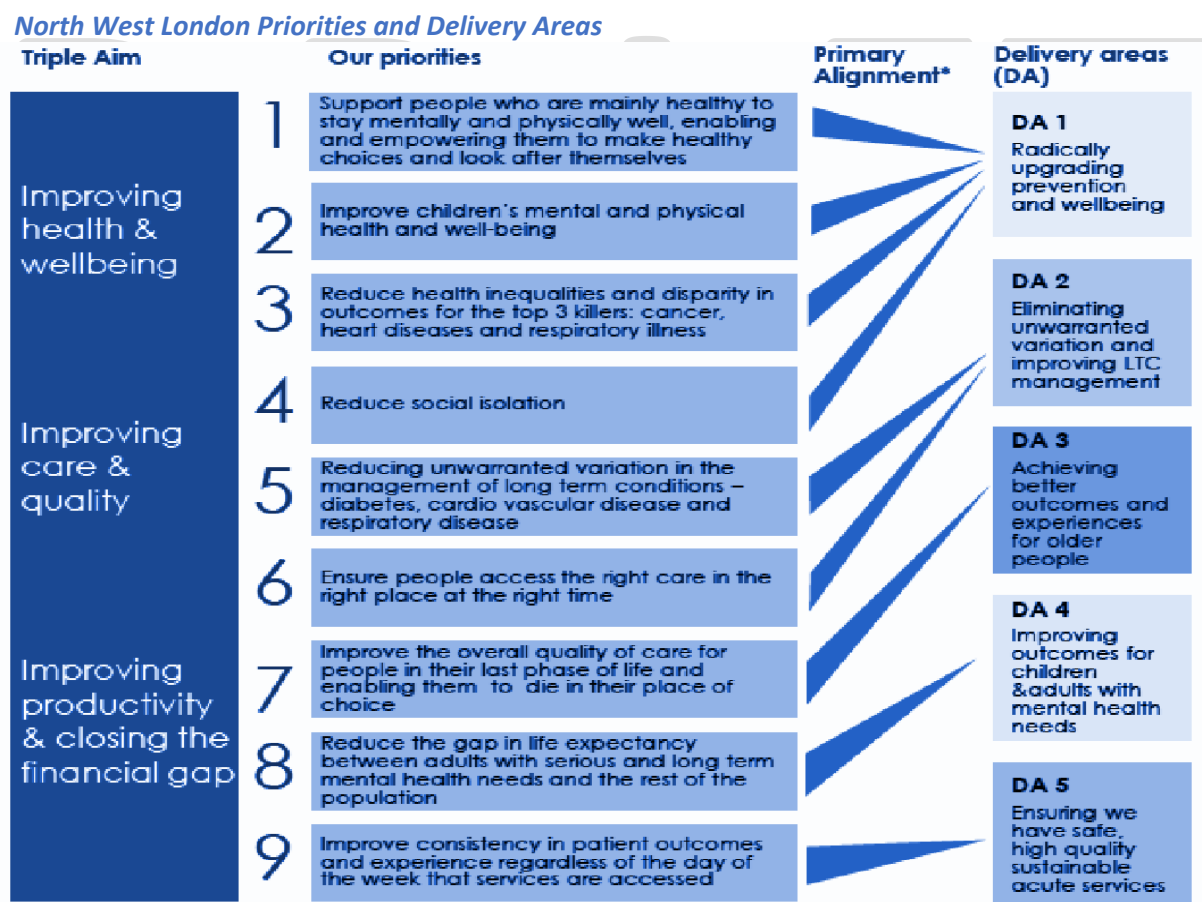 North West London Priorities and Delivery Areas
Triple Aim
Our priorities
Primary
Alignment*
Delivery areas
(DA)
Improving
health &
wellbeing
Improving
care &
quality
Improving
productivity
& closing the
financial gap
1
Support people who are mainly healthy to
stay mentally and physically well, enabling
and empowering them to make healthy
choices and look after themselves
2
Improve children's mental and physical
health and well-being
3
Reduce health inequalities and disparity in
outcomes for the top 3 killers: cancer,
heart diseases and respiratory illness
4
Reduce social isolation
5
Reducing unwarranted variation in the
management of long term conditions –
diabetes, cardio vascular disease and
respiratory disease
6
Ensure people access the right care in the
right place at the right time
7
Improve the overall quality of care for
people in their last phase of life and
enabling them to die in their place of
choice
8
Reduce the gap in life expectancy
between adults with serious and long term
mental health needs and the rest of the
population
9
Improve consistency in patient outcomes
and experience regardless of the day of
the week that services are accessed
DA 1
Radically
upgrading
prevention
and wellbeing
DA 2
Eliminating
unwarranted
variation and
improving LTC
management
DA 3
Achieving
better
outcomes and
experiences
for older
people
DA 4
Improving
outcomes for
children
&adults with
mental health
needs
DA 5
Ensuring we
have safe,
high quality
sustainable
acute services